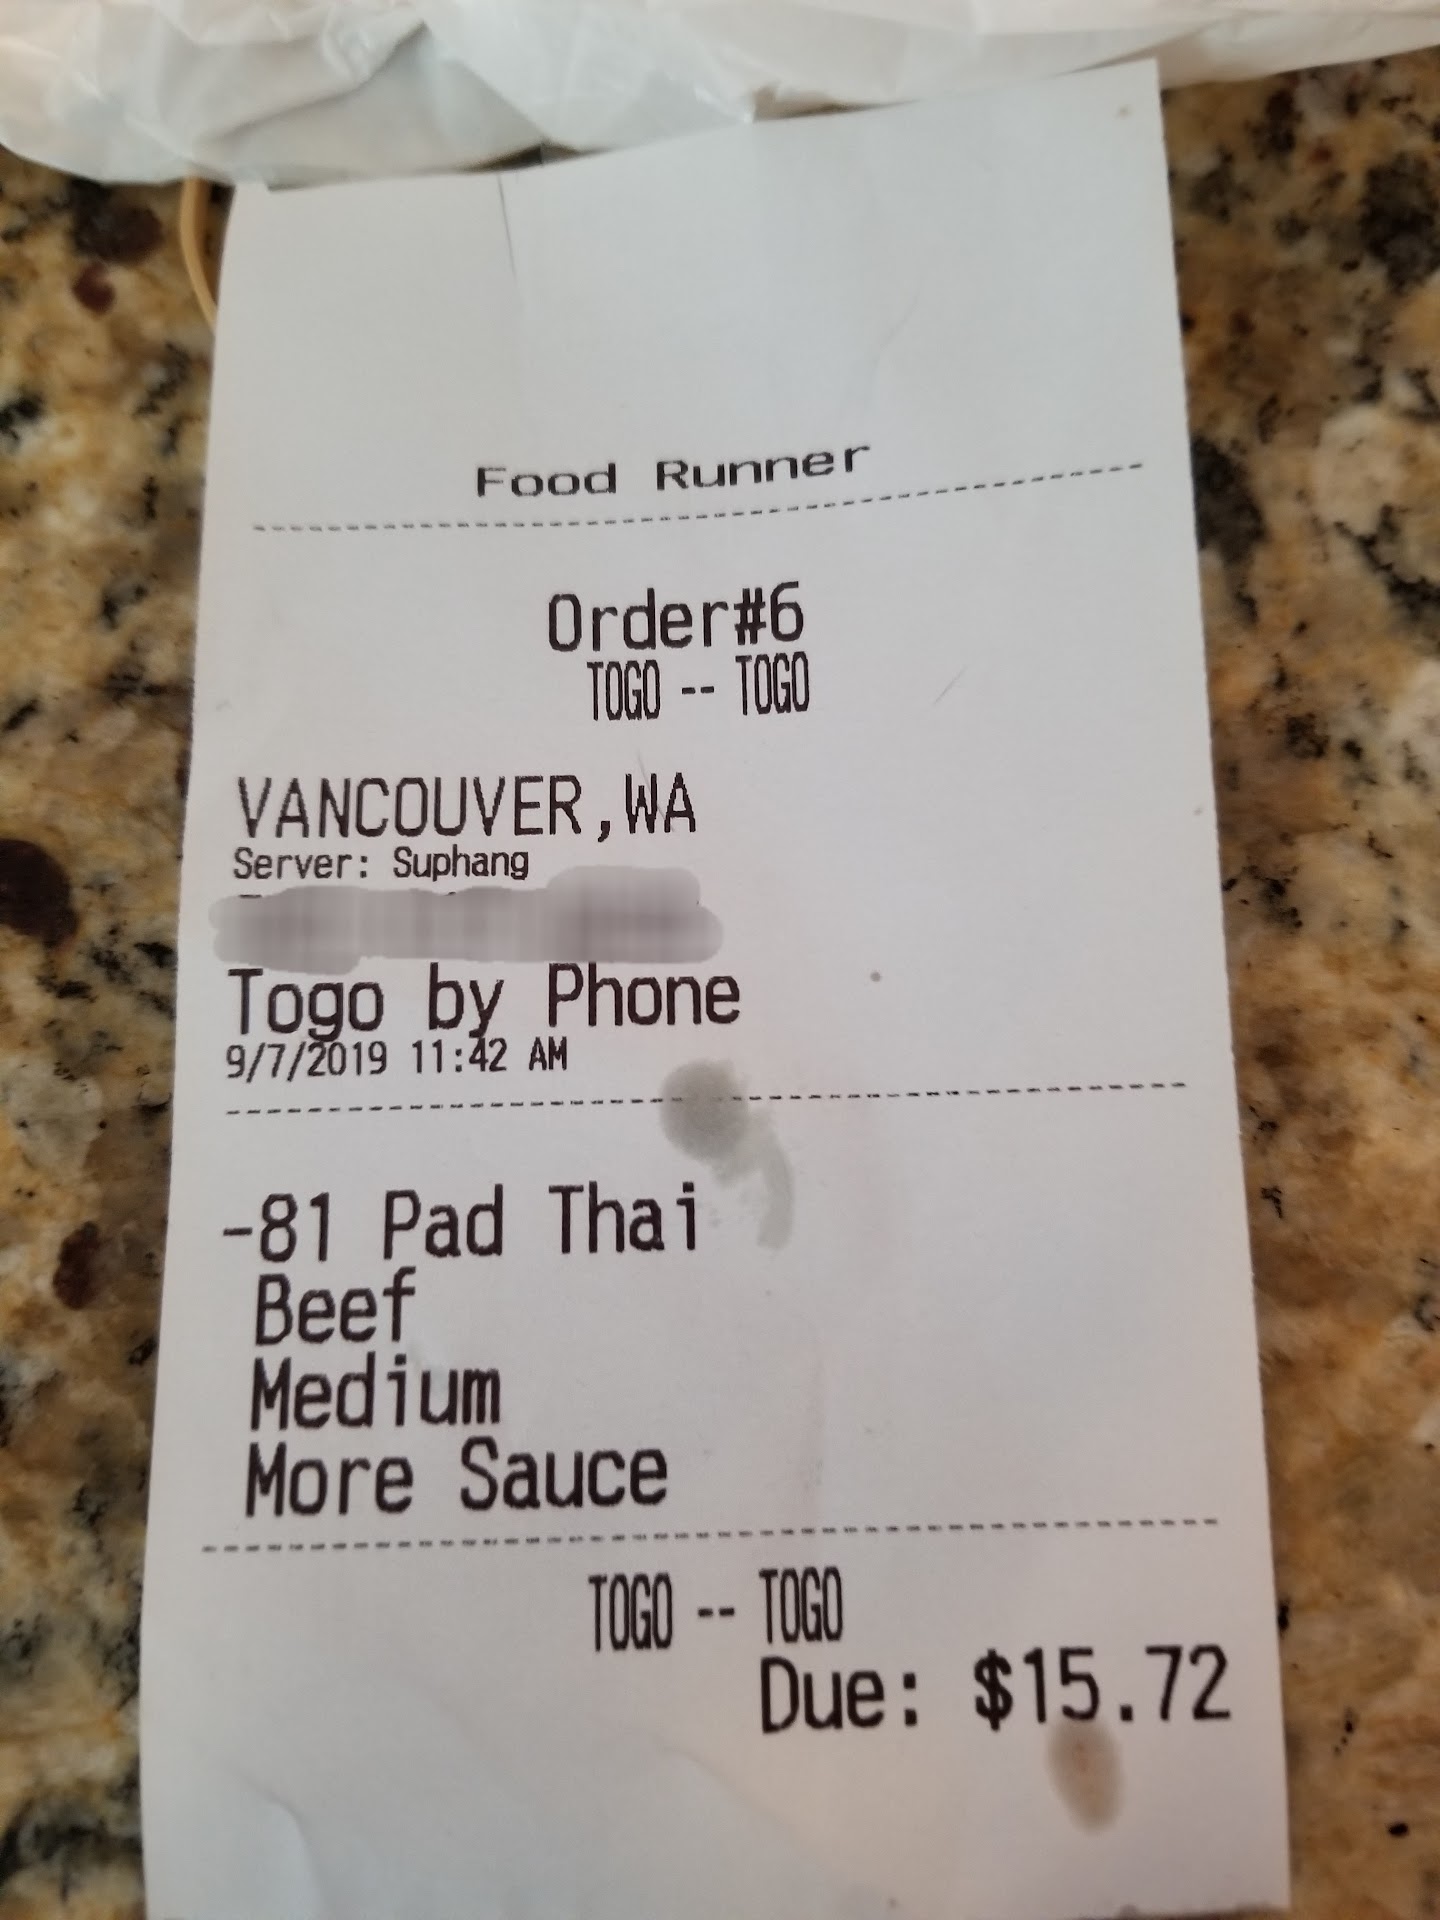 Food Runner
Order#6
TOGO -- TOGO
VANCOUVER,WA
Server: Suphang
Togo by Phone
9/7/2019 11:42 AM
-81 Pad Thai
Beef
Medium
More Sauce
TOGO -- TOGO
Due: $15.72